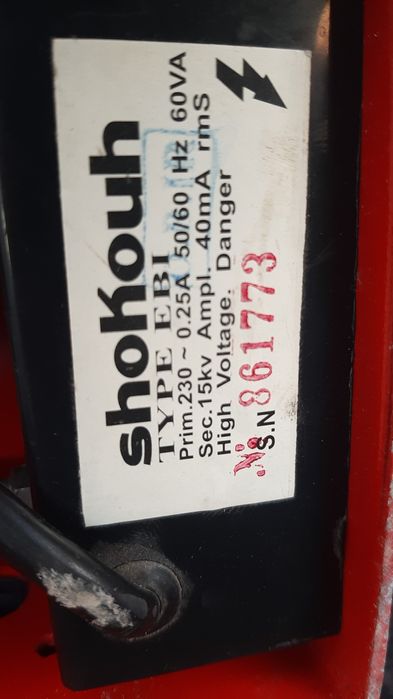 shokouh
TYPE EBI
Prim.230 ~ 0.25A 50/60 Hz 60VA
Sec.15kv Ampl. 40mA rmS
High Voltage. Danger
S.N
№ 861773